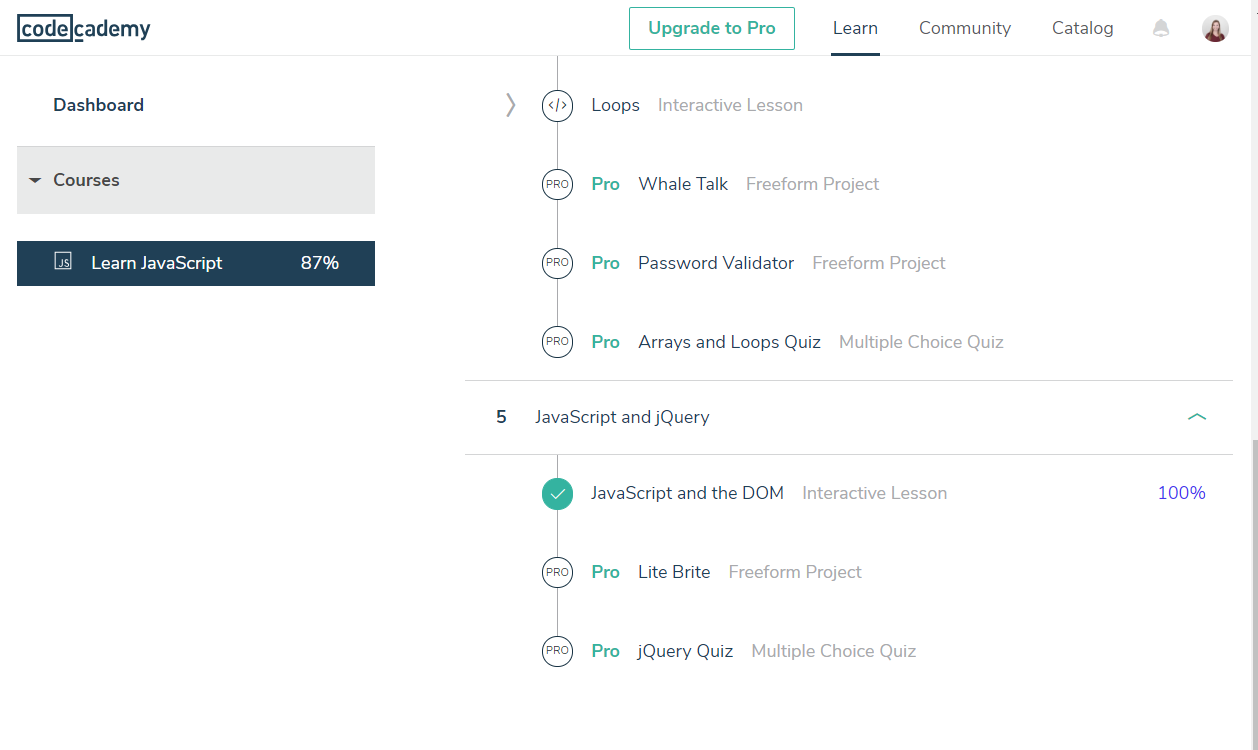 codecademy
Upgrade to Pro Learn Community Catalog
Dashboard
Courses
JS Learn JavaScript 87%
</> Loops Interactive Lesson
PRO Pro Whale Talk Freeform Project
PRO Pro Password Validator Freeform Project
PRO Pro Arrays and Loops Quiz Multiple Choice Quiz
5 JavaScript and jQuery
JavaScript and the DOM Interactive Lesson 100%
PRO Pro Lite Brite Freeform Project
PRO Pro jQuery Quiz Multiple Choice Quiz